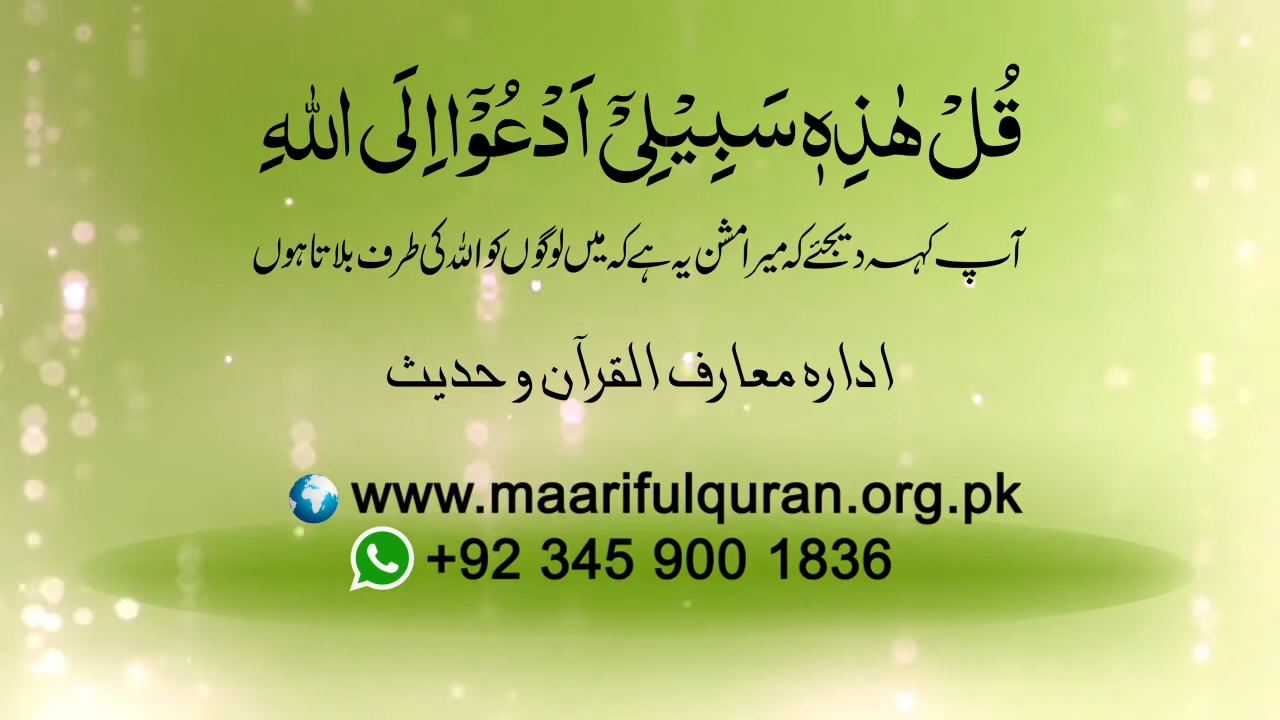 قُلْ هٰذِهٖ سَبِیْلِیْۤ اَدْعُوْۤا اِلَی اللهِ
آپ کہہ دیجئے کہ میرا مشن یہ ہے کہ میں لوگوں کو اللہ کی طرف بلاتا ہوں
ادارہ معارف القرآن و حدیث
www.maarifulquran.org.pk
+92 345 900 1836